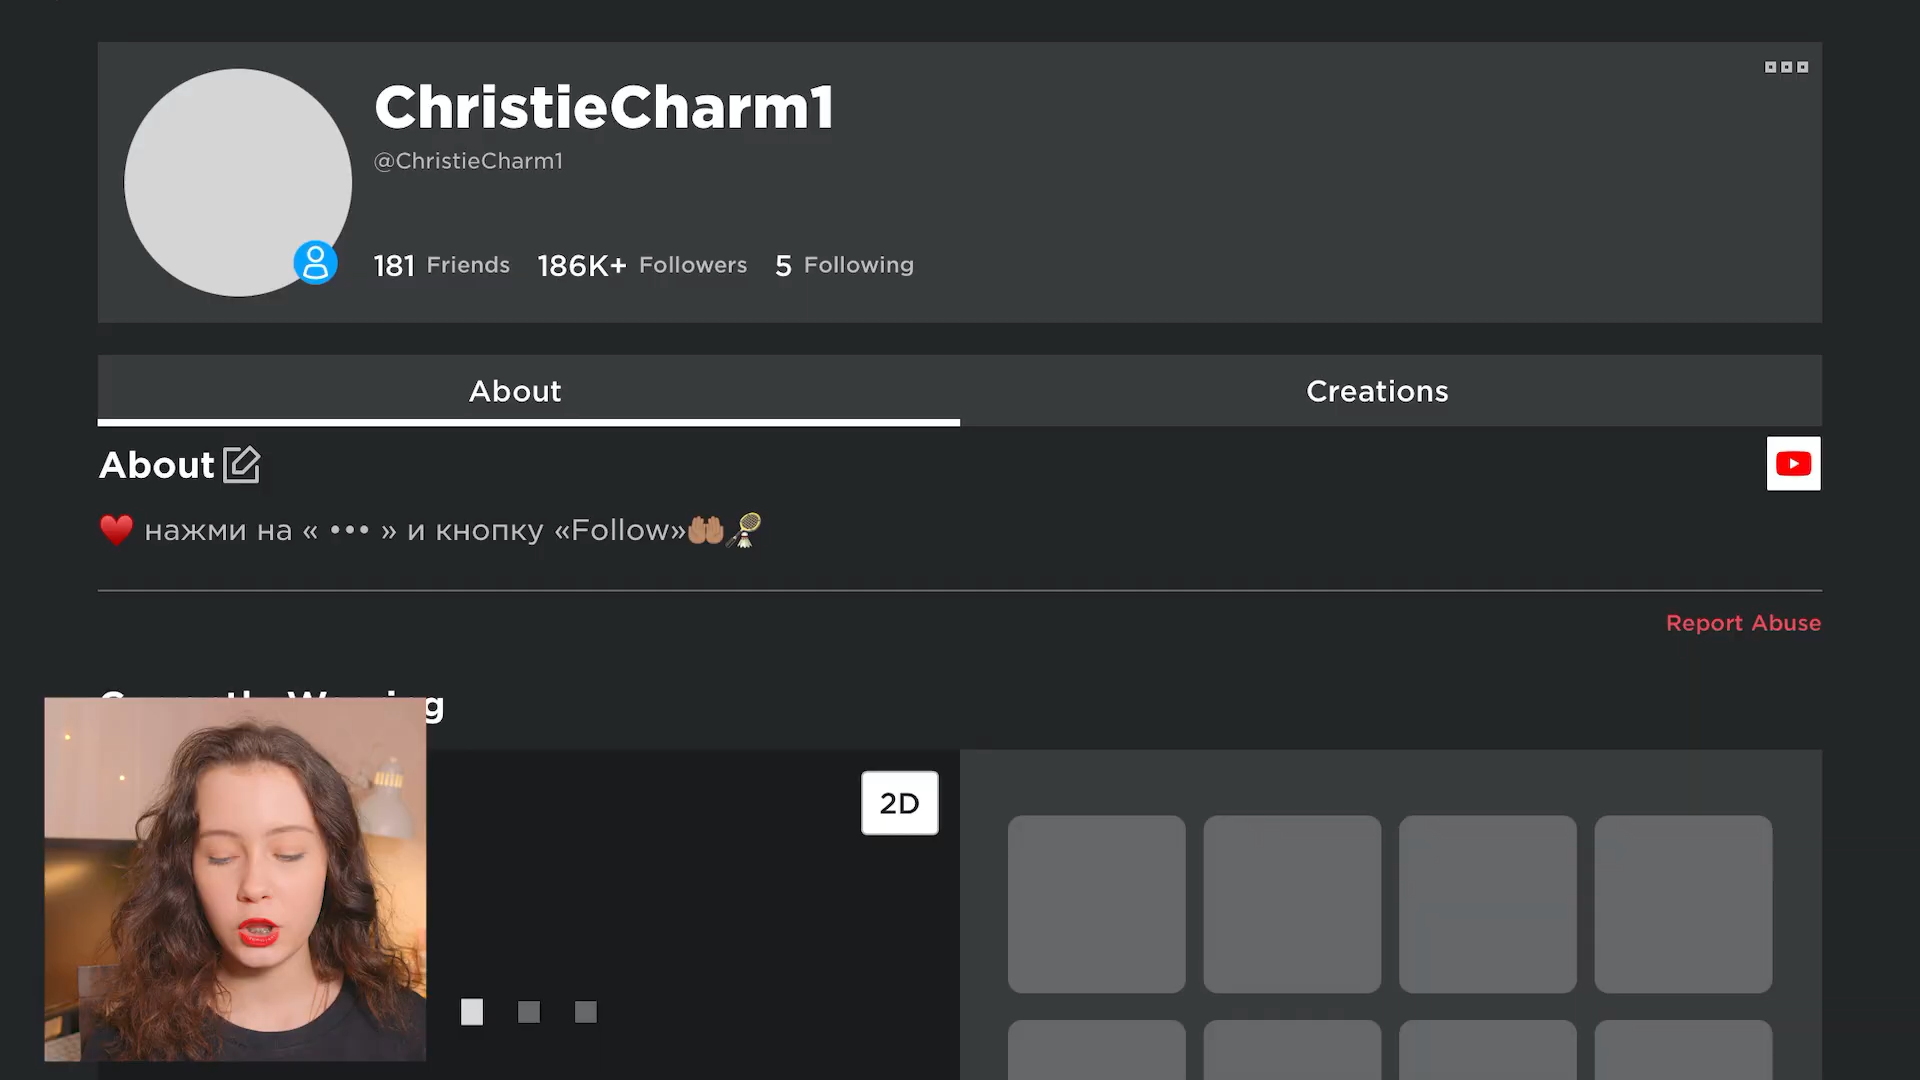 ChristieCharm1
@ChristieCharm1
181 Friends 186K+ Followers 5 Following
About
Creations
About
нажми на « ••• » и кнопку «Follow»
Report Abuse
2D